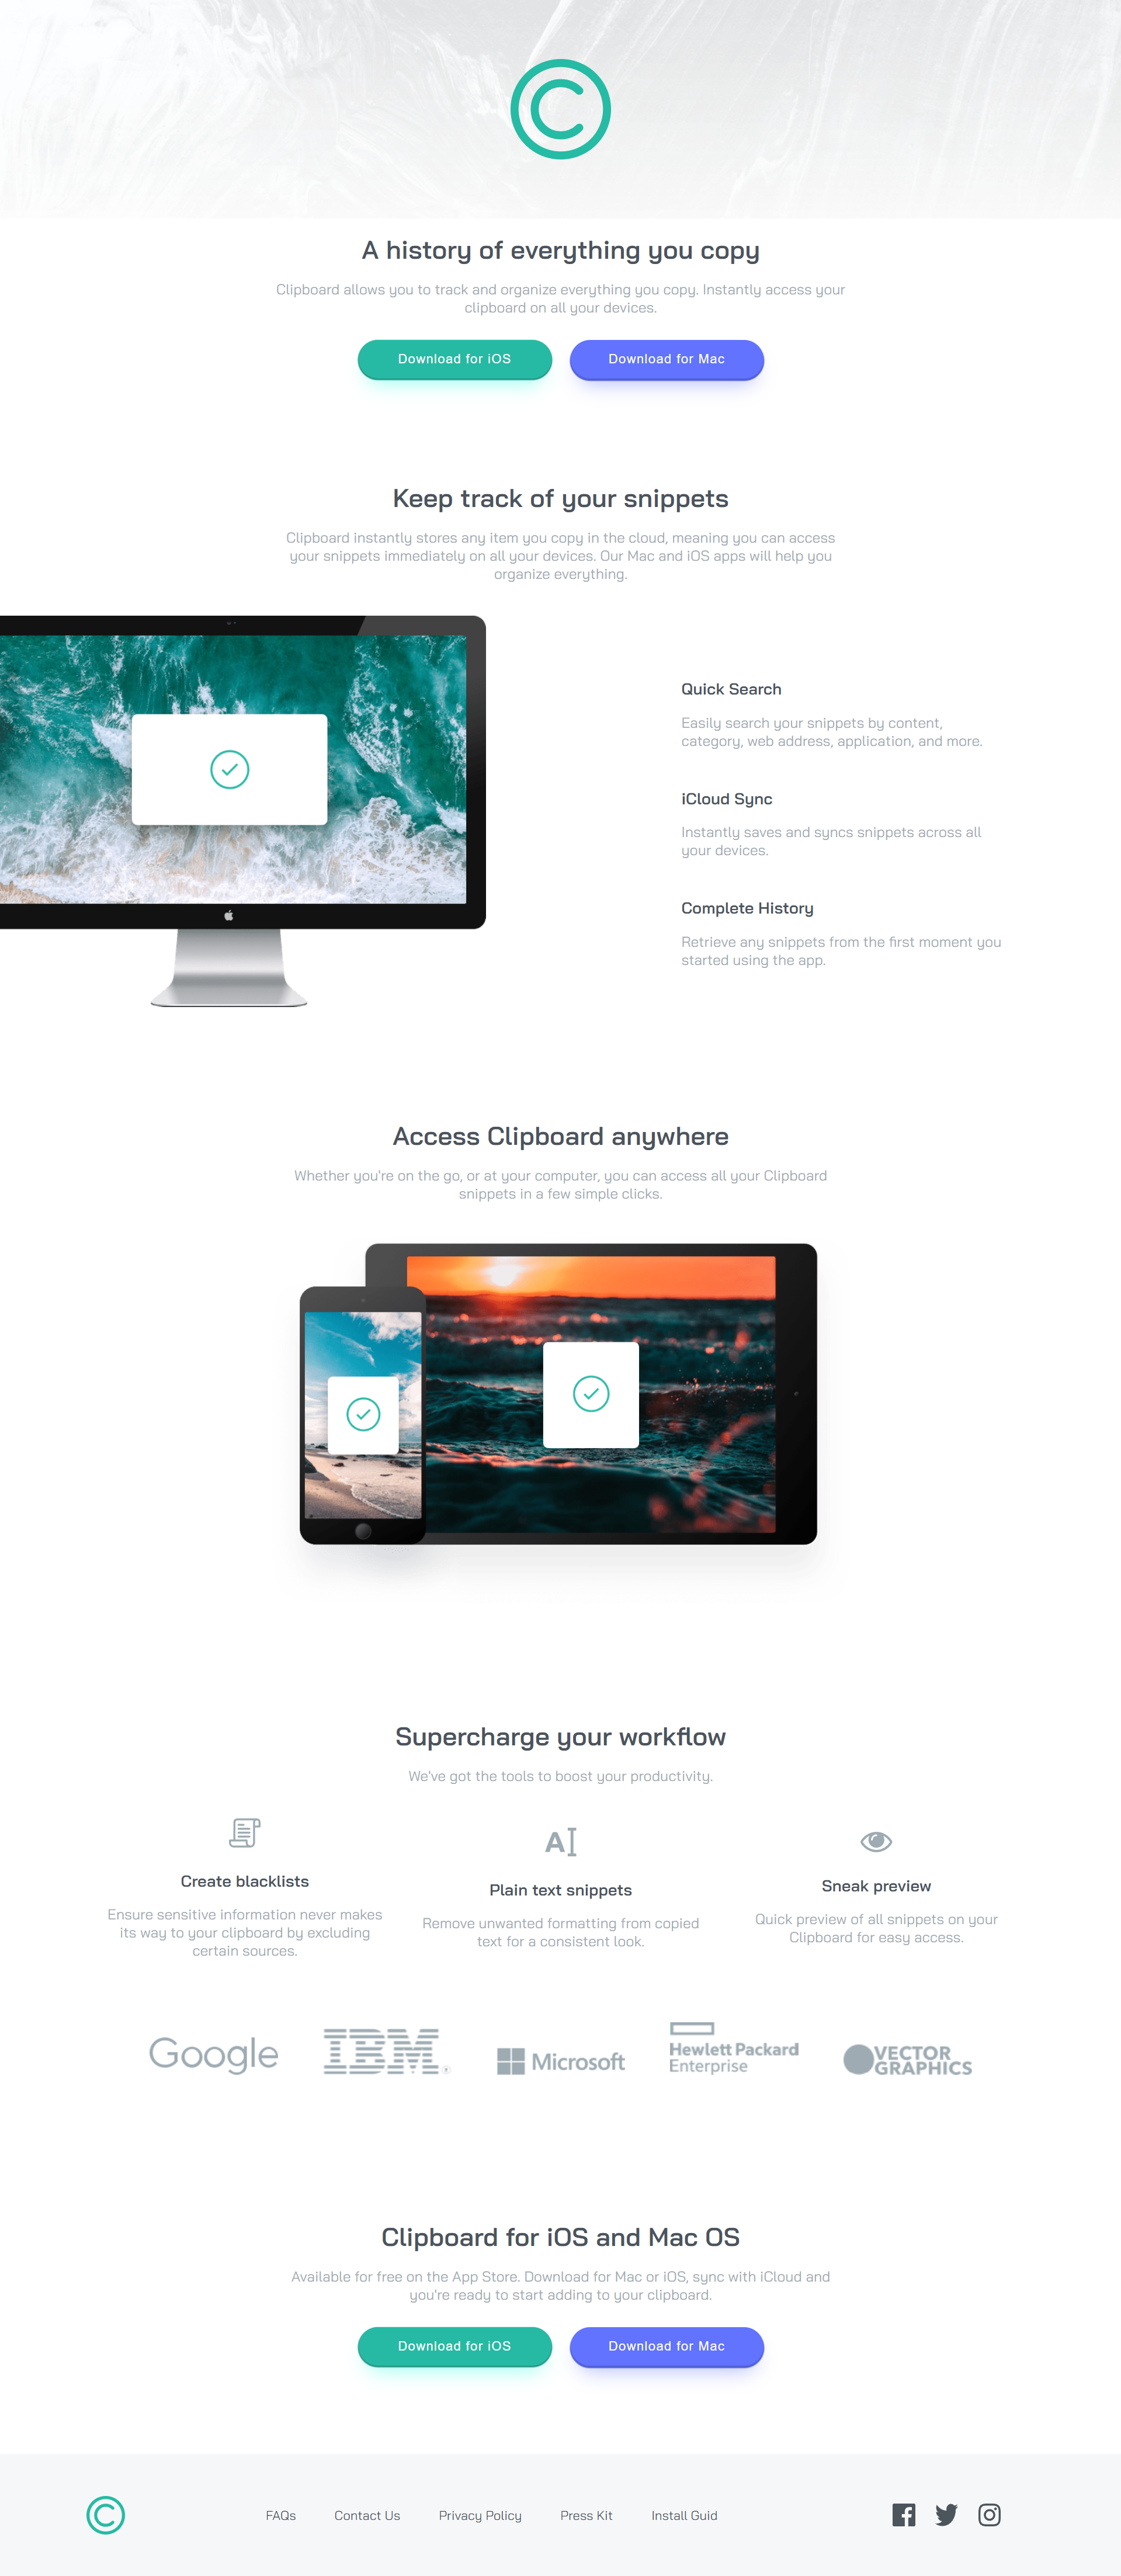 A history of everything you copy
Clipboard allows you to track and organize everything you copy. Instantly access your
clipboard on all your devices.
Download for iOS
Download for Mac
Keep track of your snippets
Clipboard instantly stores any item you copy in the cloud, meaning you can access
your snippets immediately on all your devices. Our Mac and iOS apps will help you
organize everything.
Quick Search
Easily search your snippets by content,
category, web address, application, and more.
iCloud Sync
Instantly saves and syncs snippets across all
your devices.
Complete History
Retrieve any snippets from the first moment you
started using the app.
Access Clipboard anywhere
Whether you're on the go, or at your computer, you can access all your Clipboard
snippets in a few simple clicks.
Supercharge your workflow
We've got the tools to boost your productivity.
A
Create blacklists
Ensure sensitive information never makes
its way to your clipboard by excluding
certain sources.
Plain text snippets
Remove unwanted formatting from copied
text for a consistent look.
Sneak preview
Quick preview of all snippets on your
Clipboard for easy access.
Google
IBM
Microsoft
Hewlett Packard
Enterprise
VECTOR
GRAPHICS
Clipboard for iOS and Mac OS
Available for free on the App Store. Download for Mac or iOS, sync with iCloud and
you're ready to start adding to your clipboard.
Download for iOS
Download for Mac
FAQs
Contact Us
Privacy Policy
Press Kit
Install Guid